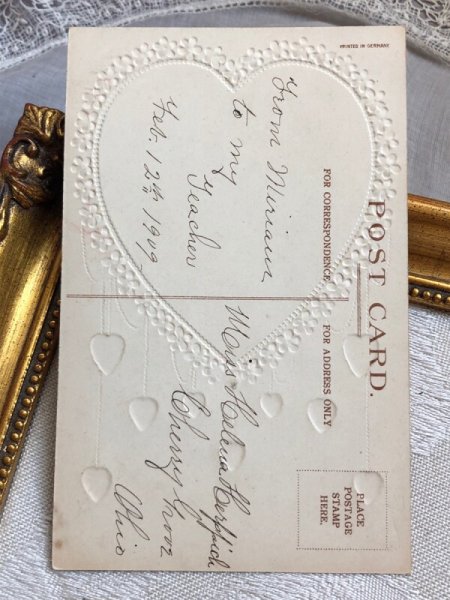 PRINTED IN GERMANY
POST CARD.
FOR CORRESPONDENCE
FOR ADDRESS ONLY
PLACE
POSTAGE
STAMP
HERE.
From Miriam
to my
Teacher
Feb. 12th 1909
Miss Helena
Cherry
Ohio